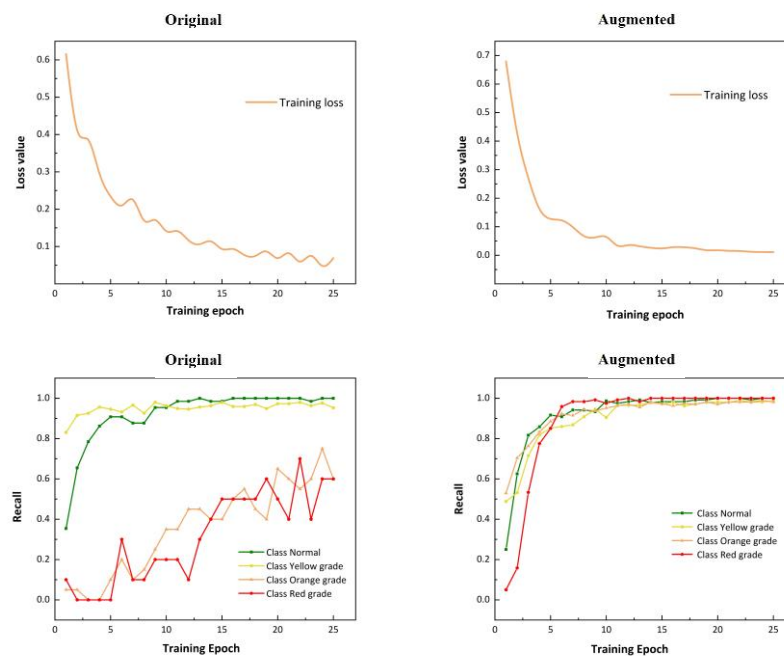 Original
0.6
0.5
0.4
0.3
0.2
0.1
Loss value
Training loss
0 5 10 15 20 25
Training epoch
Augmented
0.7
0.6
0.5
0.4
0.3
0.2
0.1
0.0
Loss value
Training loss
0 5 10 15 20 25
Training epoch
Original
1.0
0.8
0.6
0.4
0.2
0.0
Recall
Class Normal
Class Yellow grade
Class Orange grade
Class Red grade
0 5 10 15 20 25
Training Epoch
Augmented
1.0
0.8
0.6
0.4
0.2
0.0
Recall
Class Normal
Class Yellow grade
Class Orange grade
Class Red grade
0 5 10 15 20 25
Training Epoch